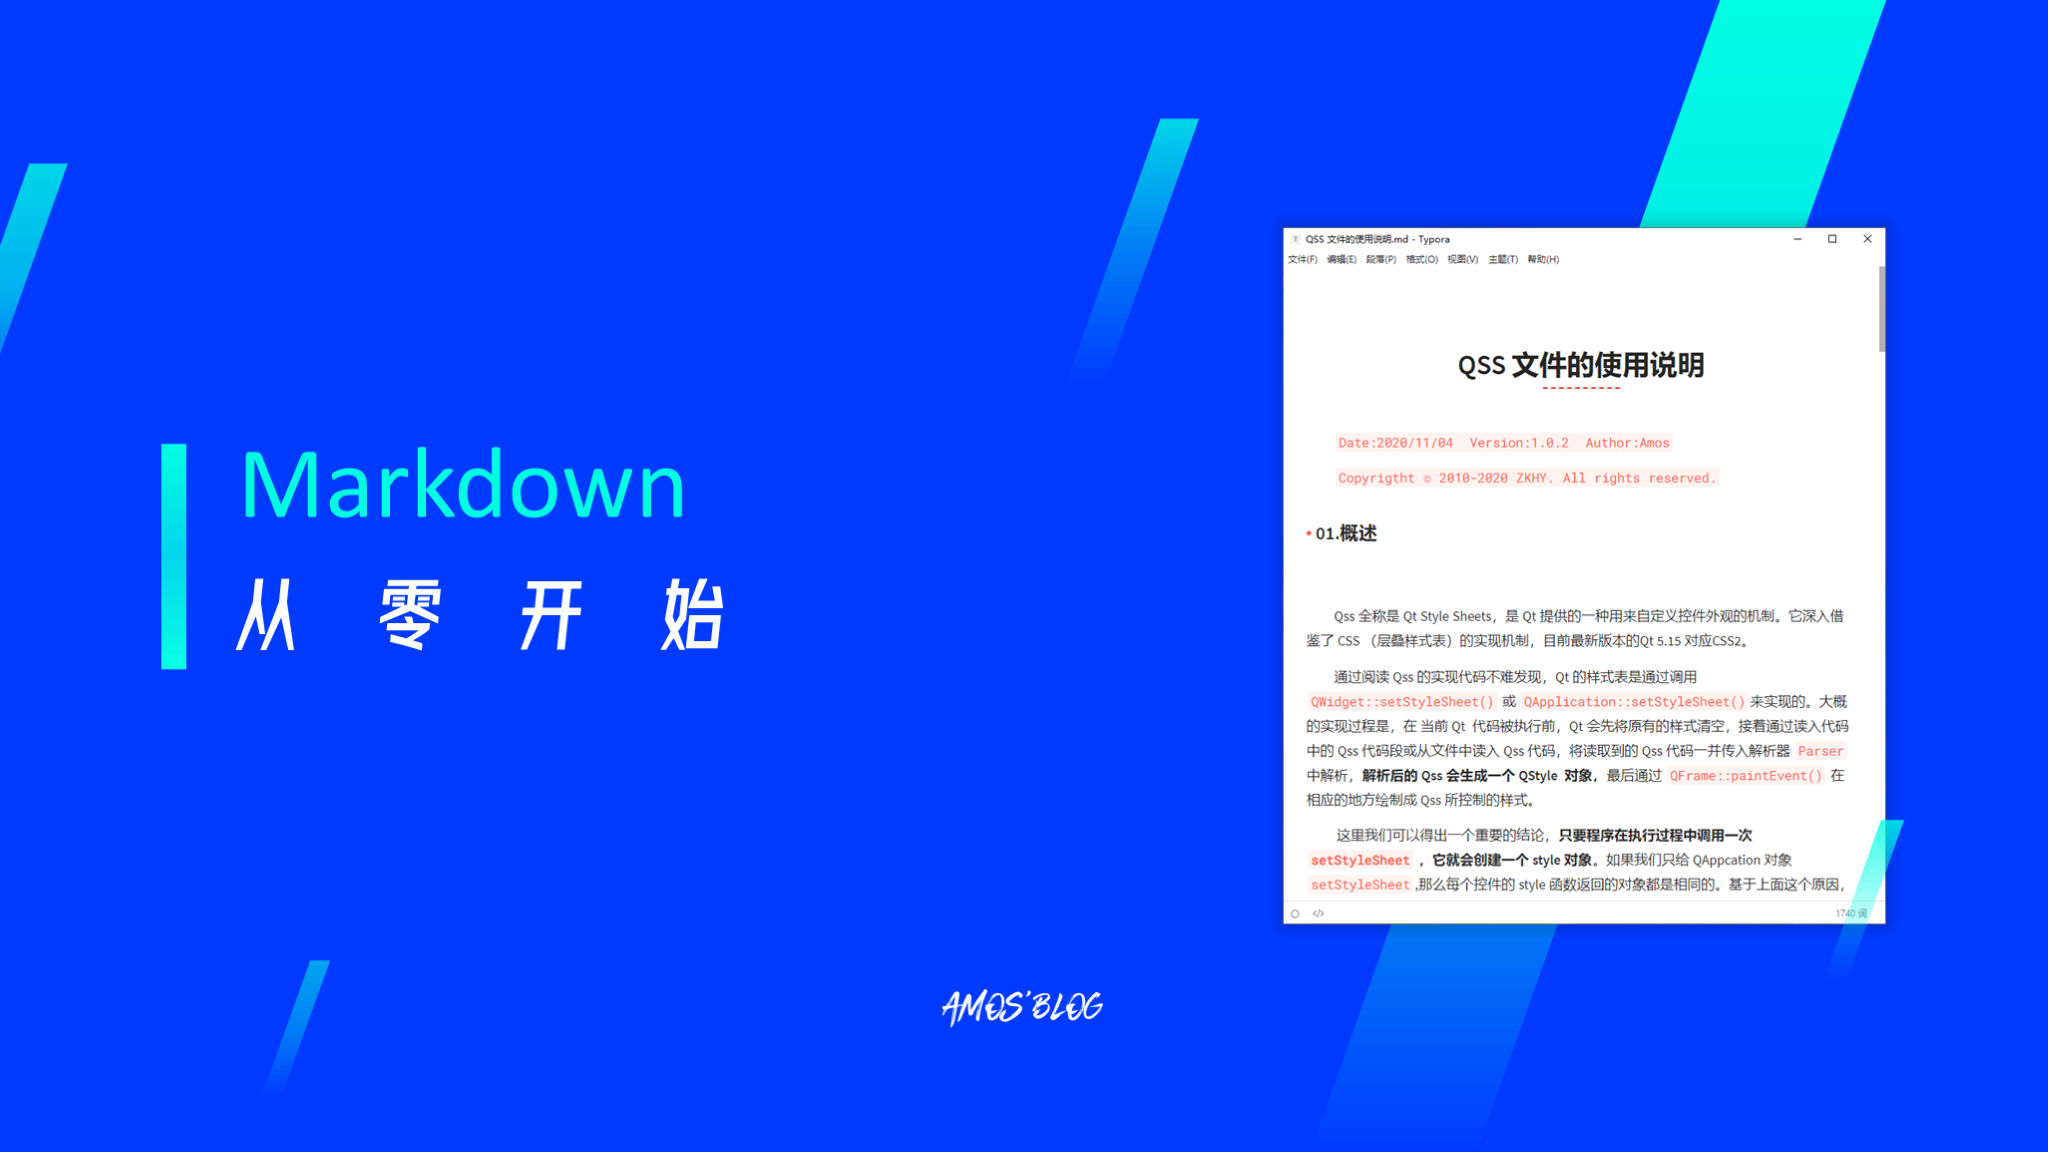 Markdown
从零开始
QSS 文件的使用说明.md - Typora
文件(F) 编辑(E) 段落(P) 格式(O) 视图(V) 主题(T) 帮助(H)
QSS 文件的使用说明
Date:2020/11/04 Version:1.0.2 Author:Amos
Copyrigtht © 2010-2020 ZKHY. All rights reserved.
01.概述
Qss 全称是 Qt Style Sheets，是 Qt 提供的一种用来自定义控件外观的机制。它深入借
鉴了 CSS （层叠样式表）的实现机制，目前最新版本的Qt 5.15 对应CSS2。
通过阅读 Qss 的实现代码不难发现，Qt 的样式表是通过调用
QWidget::setStyleSheet() 或 QApplication::setStyleSheet() 来实现的。大概
的实现过程是，在 当前 Qt 代码被执行前，Qt 会先将原有的样式清空，接着通过读入代码
中的 Qss 代码段或从文件中读入 Qss 代码，将读取到的 Qss 代码一并传入解析器 Parser
中解析，解析后的 Qss 会生成一个 QStyle 对象，最后通过 QFrame::paintEvent() 在
相应的地方绘制成 Qss 所控制的样式。
这里我们可以得出一个重要的结论，只要程序在执行过程中调用一次
setStyleSheet ，它就会创建一个 style 对象。如果我们只给 QAppcation 对象
setStyleSheet ,那么每个控件的 style 函数返回的对象都是相同的。基于上面这个原因，
</> 1740 词
AMOS'BLOG